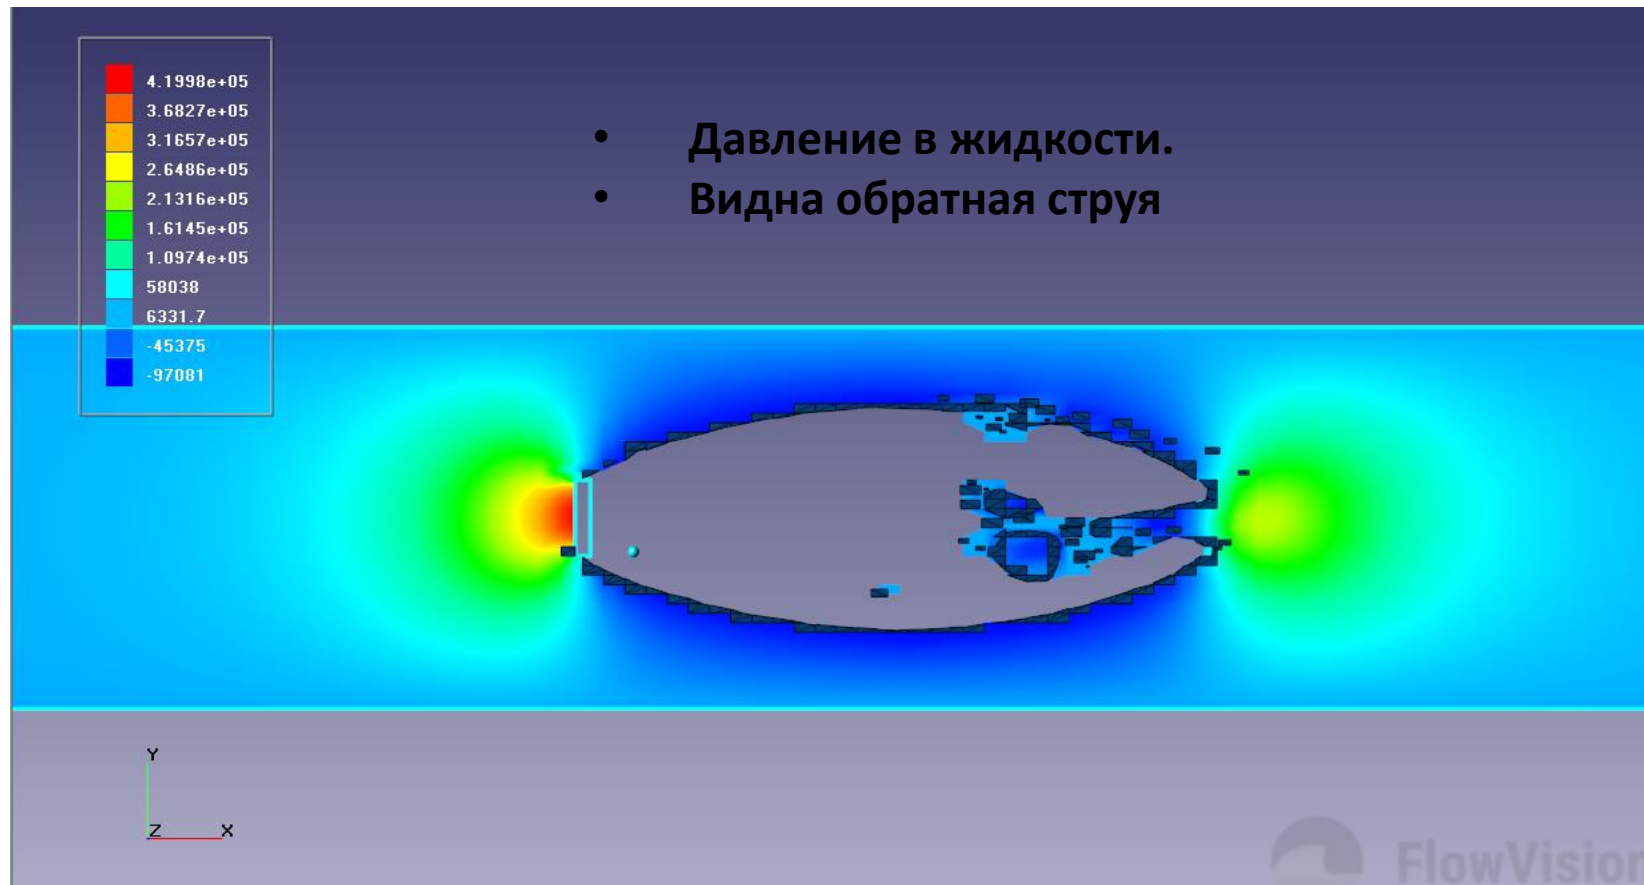 4.1998e+05
3.6827e+05
3.1657e+05
2.6486e+05
2.1316e+05
1.6145e+05
1.0974e+05
58038
6331.7
-45375
-97081
• Давление в жидкости.
• Видна обратная струя
Y
Z X
FlowVision